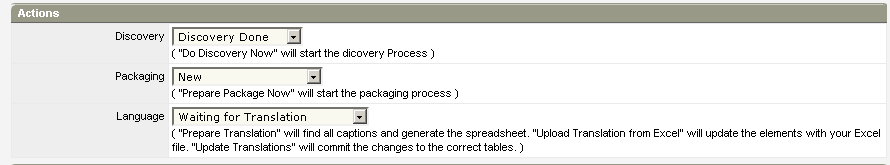 Actions
Discovery Discovery Done
( "Do Discovery Now" will start the dicovery Process )
Packaging New
( "Prepare Package Now" will start the packaging process )
Language Waiting for Translation
( "Prepare Translation" will find all captions and generate the spreadsheet. "Upload Translation from Excel" will update the elements with your Excel
file. "Update Translations" will commit the changes to the correct tables. )